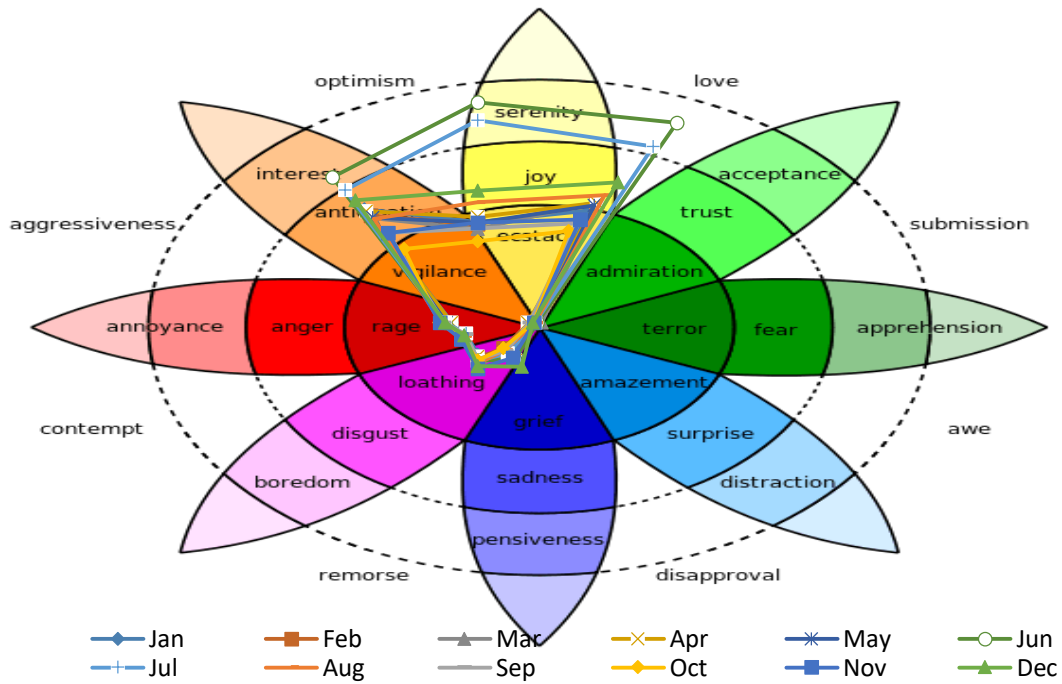 optimism love
serenity
interest joy acceptance
anticipation trust
aggressiveness submission
ecstacy
vigilance admiration
annoyance anger rage terror fear apprehension
loathing amazement
grief
contempt disgust surprise awe
boredom sadness distraction
pensiveness
remorse disapproval
Jan Feb Mar Apr May Jun
Jul Aug Sep Oct Nov Dec